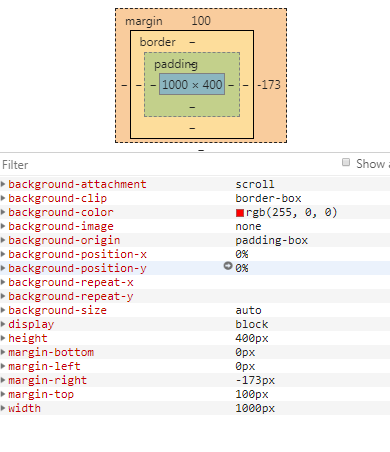 margin 100
border –
padding –
– – – 1000 × 400 – – -173
–
–
–
Filter Show a
background-attachment scroll
background-clip border-box
background-color rgb(255, 0, 0)
background-image none
background-origin padding-box
background-position-x 0%
background-position-y 0%
background-repeat-x
background-repeat-y
background-size auto
display block
height 400px
margin-bottom 0px
margin-left 0px
margin-right -173px
margin-top 100px
width 1000px